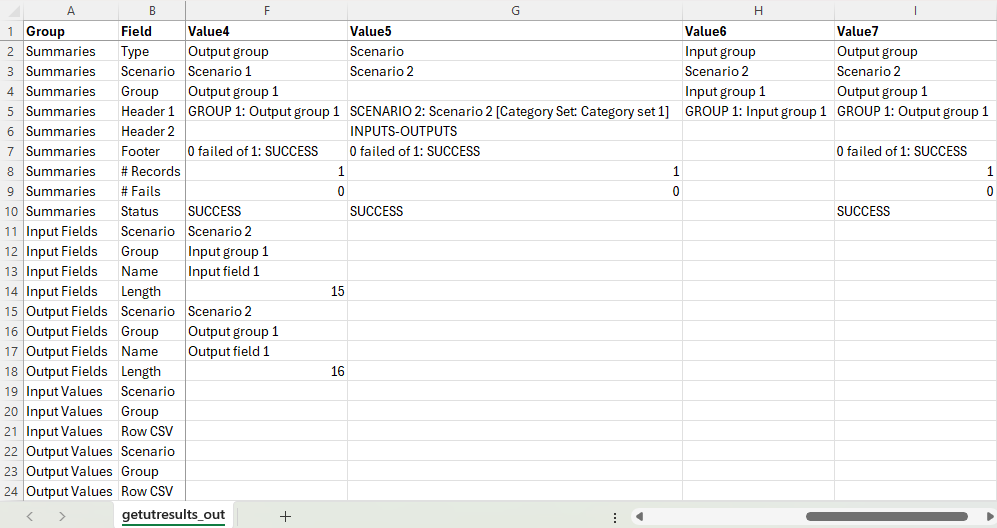 A B F G H I
1 Group Field Value4 Value5 Value6 Value7
2 Summaries Type Output group Scenario Input group Output group
3 Summaries Scenario Scenario 1 Scenario 2 Scenario 2 Scenario 2
4 Summaries Group Output group 1 Input group 1 Output group 1
5 Summaries Header 1 GROUP 1: Output group 1 SCENARIO 2: Scenario 2 [Category Set: Category set 1] GROUP 1: Input group 1 GROUP 1: Output group 1
6 Summaries Header 2 INPUTS-OUTPUTS
7 Summaries Footer 0 failed of 1: SUCCESS 0 failed of 1: SUCCESS 0 failed of 1: SUCCESS
8 Summaries # Records 1 1 1
9 Summaries # Fails 0 0 0
10 Summaries Status SUCCESS SUCCESS SUCCESS
11 Input Fields Scenario Scenario 2
12 Input Fields Group Input group 1
13 Input Fields Name Input field 1
14 Input Fields Length 15
15 Output Fields Scenario Scenario 2
16 Output Fields Group Output group 1
17 Output Fields Name Output field 1
18 Output Fields Length 16
19 Input Values Scenario
20 Input Values Group
21 Input Values Row CSV
22 Output Values Scenario
23 Output Values Group
24 Output Values Row CSV
getutresults_out